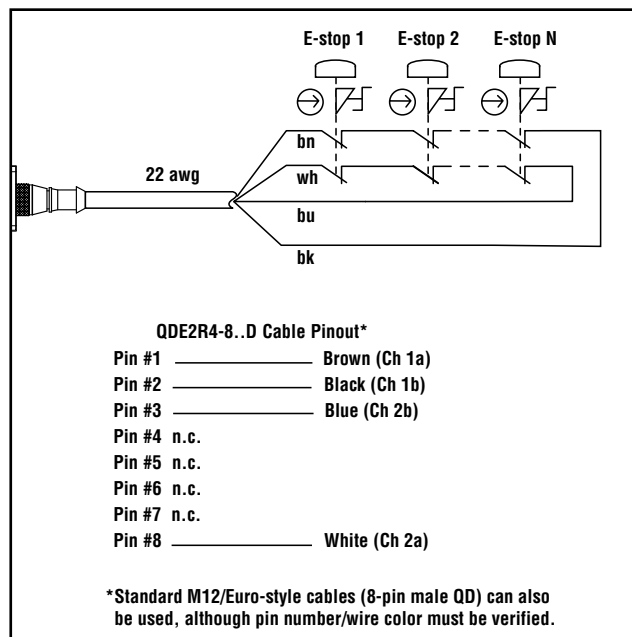 E-stop 1 E-stop 2 E-stop N
bn
22 awg
wh
bu
bk
QDE2R4-8..D Cable Pinout*
Pin #1 Brown (Ch 1a)
Pin #2 Black (Ch 1b)
Pin #3 Blue (Ch 2b)
Pin #4 n.c.
Pin #5 n.c.
Pin #6 n.c.
Pin #7 n.c.
Pin #8 White (Ch 2a)
*Standard M12/Euro-style cables (8-pin male QD) can also
be used, although pin number/wire color must be verified.